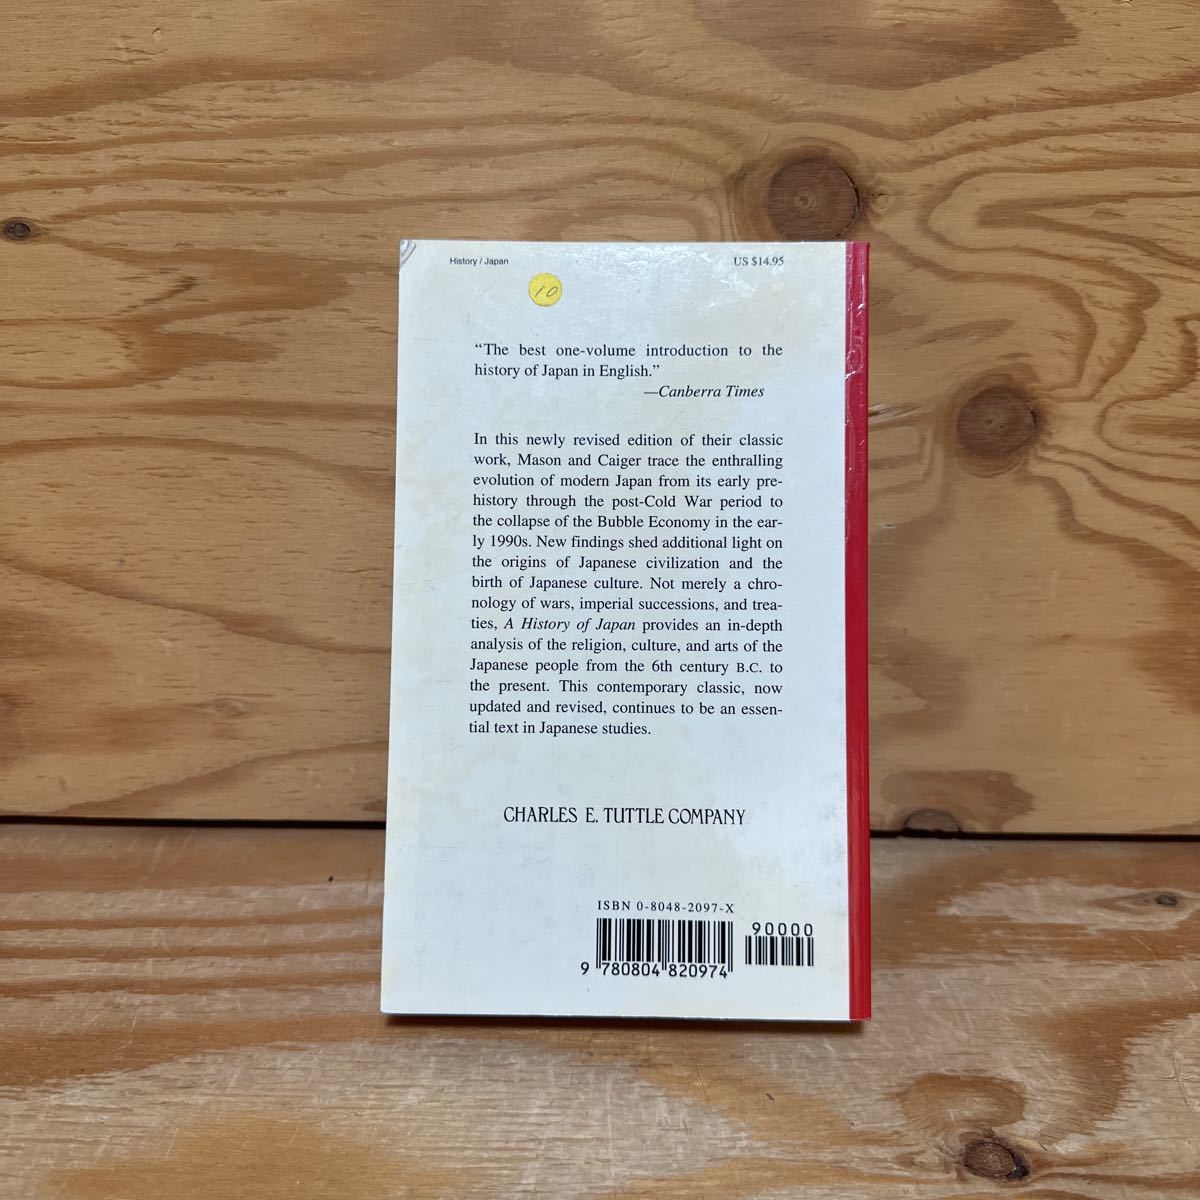 History / Japan
US $14.95
10
“The best one-volume introduction to the
history of Japan in English.”
—Canberra Times
In this newly revised edition of their classic
work, Mason and Caiger trace the enthralling
evolution of modern Japan from its early pre-
history through the post-Cold War period to
the collapse of the Bubble Economy in the ear-
ly 1990s. New findings shed additional light on
the origins of Japanese civilization and the
birth of Japanese culture. Not merely a chro-
nology of wars, imperial successions, and trea-
ties, A History of Japan provides an in-depth
analysis of the religion, culture, and arts of the
Japanese people from the 6th century B.C. to
the present. This contemporary classic, now
updated and revised, continues to be an essen-
tial text in Japanese studies.
CHARLES E. TUTTLE COMPANY
ISBN 0-8048-2097-X
90000
9 780804 820974